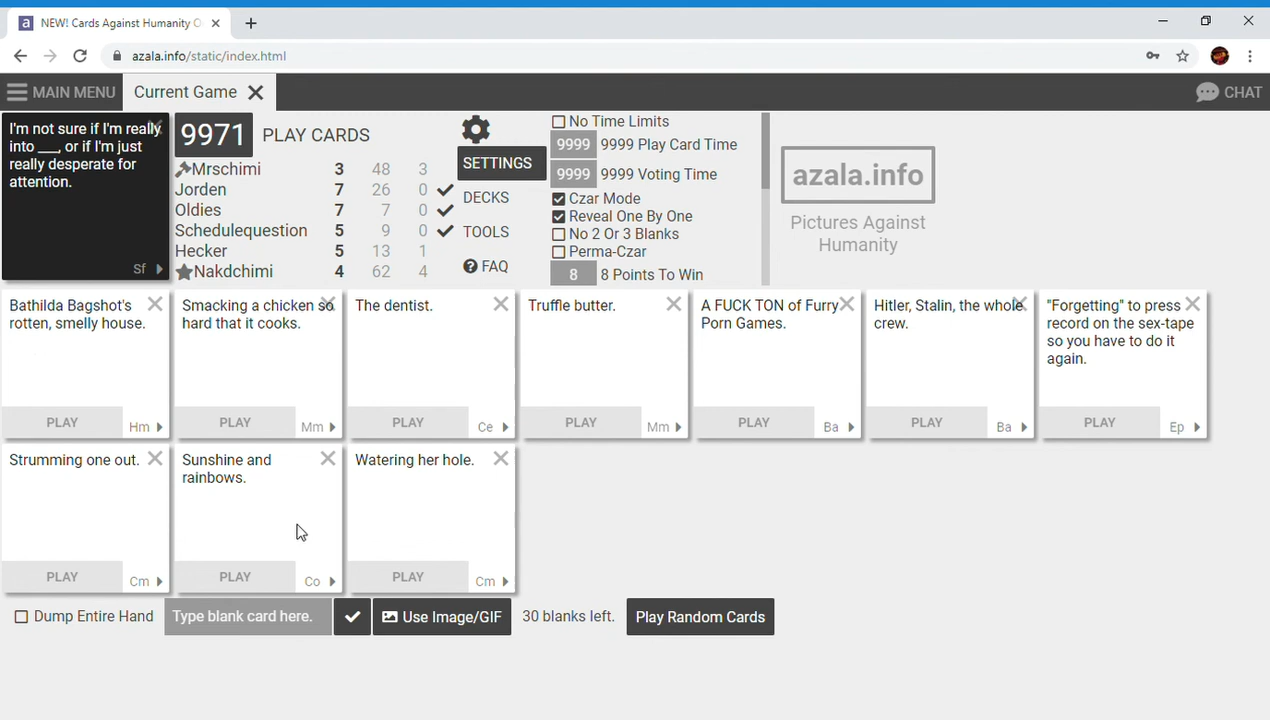 NEW! Cards Against Humanity O
azala.info/static/index.html
MAIN MENU
Current Game
CHAT
I'm not sure if I'm really
into ___, or if I'm just
really desperate for
attention.
Sf
9971 PLAY CARDS
Mrschimi 3 48 3
Jorden 7 26 0
Oldies 7 7 0
Schedulequestion 5 9 0
Hecker 5 13 1
Nakdchimi 4 62 4
SETTINGS
DECKS
TOOLS
FAQ
No Time Limits
9999 9999 Play Card Time
9999 9999 Voting Time
Czar Mode
Reveal One By One
No 2 Or 3 Blanks
Perma-Czar
8 8 Points To Win
azala.info
Pictures Against
Humanity
Bathilda Bagshot's
rotten, smelly house.
PLAY Hm
Smacking a chicken so
hard that it cooks.
PLAY Mm
The dentist.
PLAY Ce
Truffle butter.
PLAY Mm
A FUCK TON of Furry
Porn Games.
PLAY Ba
Hitler, Stalin, the whole
crew.
PLAY Ba
"Forgetting" to press
record on the sex-tape
so you have to do it
again.
PLAY Ep
Strumming one out.
PLAY Cm
Sunshine and
rainbows.
PLAY Co
Watering her hole.
PLAY Cm
Dump Entire Hand
Type blank card here.
Use Image/GIF
30 blanks left.
Play Random Cards